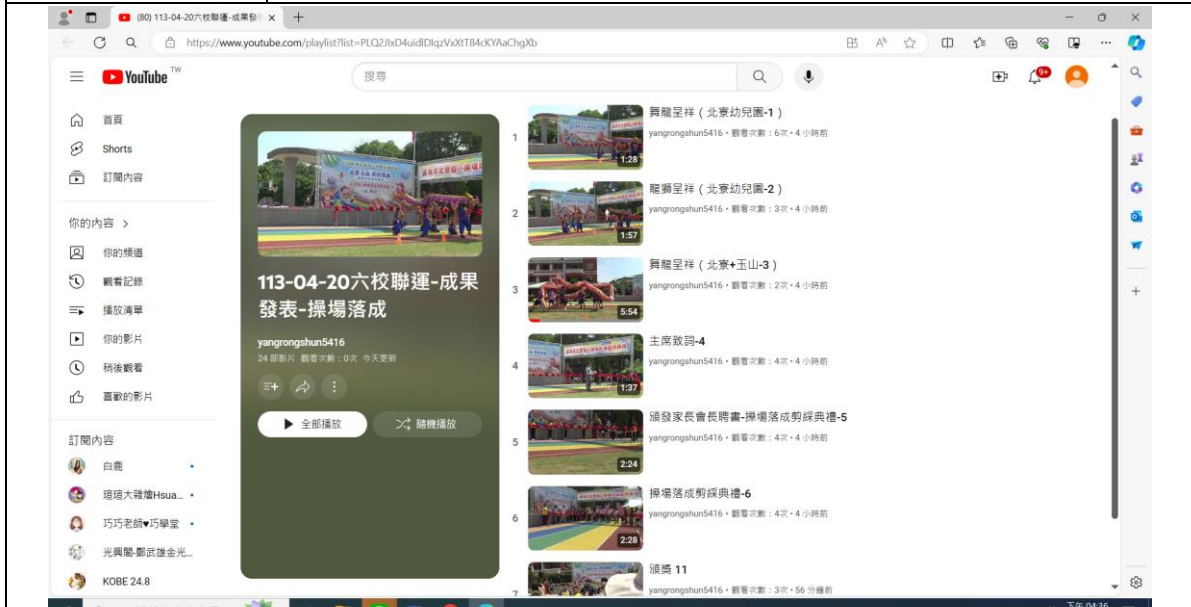 (80) 113-04-20六校聯運-成果發
https://www.youtube.com/playlist?list=PLQ2JIxD4uidlDIqzVxXtT84cKYAaChgXb
YouTube TW
搜尋
9+
首頁
Shorts
訂閱內容
你的內容
你的頻道
觀看記錄
播放清單
你的影片
稍後觀看
喜歡的影片
訂閱內容
白鹿
瑄瑄大雜燴Hsua...
巧巧老師♥巧學堂
光興閣-鄭武雄金光...
KOBE 24.8
113-04-20六校聯運-成果
發表-操場落成
yangrongshun5416
24 部影片 觀看次數：0次 今天更新
全部播放
隨機播放
1
1:28
舞龍呈祥（北寮幼兒園-1）
yangrongshun5416・觀看次數：6次・4 小時前
2
1:57
龍獅呈祥（北寮幼兒園-2）
yangrongshun5416・觀看次數：3次・4 小時前
3
5:54
舞龍呈祥（北寮+玉山-3）
yangrongshun5416・觀看次數：2次・4 小時前
4
1:37
主席致詞-4
yangrongshun5416・觀看次數：4次・4 小時前
5
2:24
頒發家長會長聘書-操場落成剪綵典禮-5
yangrongshun5416・觀看次數：4次・4 小時前
6
2:28
操場落成剪綵典禮-6
yangrongshun5416・觀看次數：4次・4 小時前
7
頒獎 11
yangrongshun5416・觀看次數：3次・56 分鐘前
下午 04:36